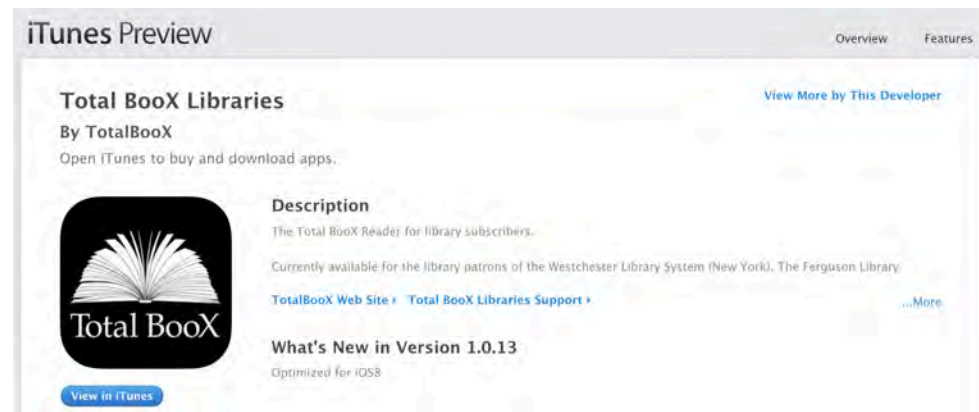 iTunes Preview
Overview Features
Total BooX Libraries
View More by This Developer
By TotalBooX
Open iTunes to buy and download apps.
Description
The Total BooX Reader for library subscribers.
Currently available for the library patrons of the Westchester Library System (New York), The Ferguson Library
TotalBooX Web Site Total BooX Libraries Support ...More
Total BooX
What's New in Version 1.0.13
Optimized for iOS8
View in iTunes